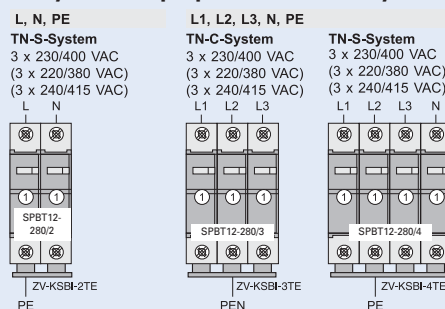 L, N, PE
TN-S-System
3 x 230/400 VAC
(3 x 220/380 VAC)
(3 x 240/415 VAC)
L N
1 1
SPBT12-
280/2
ZV-KSBI-2TE
PE
L1, L2, L3, N, PE
TN-C-System
3 x 230/400 VAC
(3 x 220/380 VAC)
(3 x 240/415 VAC)
L1 L2 L3
1 1 1
SPBT12-280/3
ZV-KSBI-3TE
PEN
TN-S-System
3 x 230/400 VAC
(3 x 220/380 VAC)
(3 x 240/415 VAC)
L1 L2 L3 N
1 1 1 1
SPBT12-280/4
ZV-KSBI-4TE
PE